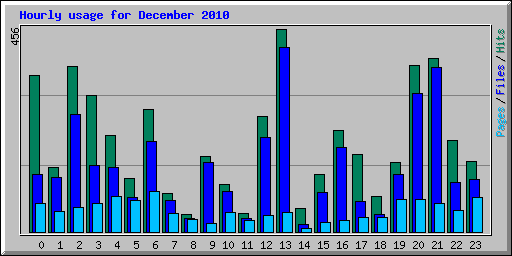 Hourly usage for December 2010
456
Pages/Files/Hits
0 1 2 3 4 5 6 7 8 9 10 11 12 13 14 15 16 17 18 19 20 21 22 23